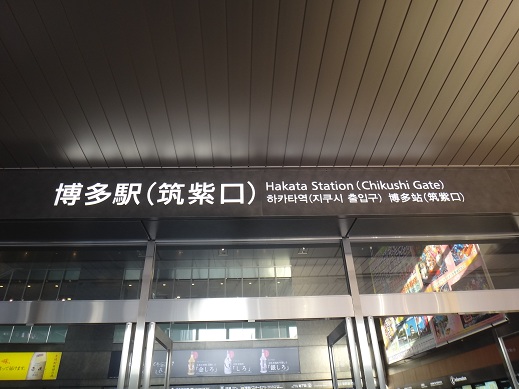 博多駅(筑紫口)
Hakata Station (Chikushi Gate)
하카타역(지쿠시 출입구) 博多站(筑紫口)